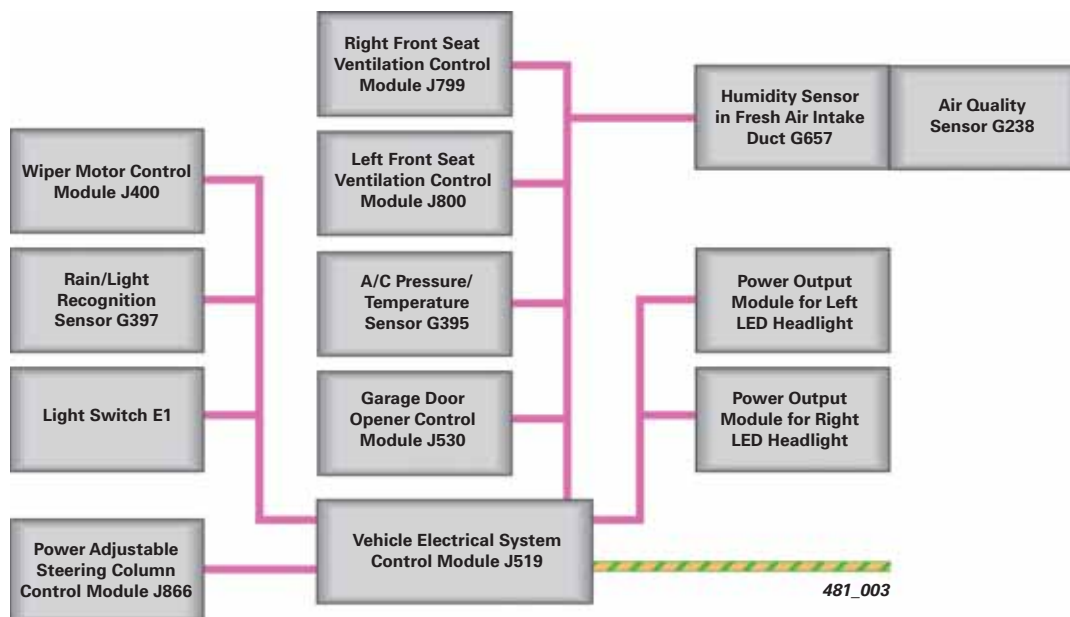 Right Front Seat
Ventilation Control
Module J799
Humidity Sensor
in Fresh Air Intake
Duct G657
Air Quality
Sensor G238
Wiper Motor Control
Module J400
Left Front Seat
Ventilation Control
Module J800
Rain/Light
Recognition
Sensor G397
A/C Pressure/
Temperature
Sensor G395
Power Output
Module for Left
LED Headlight
Light Switch E1
Garage Door
Opener Control
Module J530
Power Output
Module for Right
LED Headlight
Power Adjustable
Steering Column
Control Module J866
Vehicle Electrical System
Control Module J519
481_003